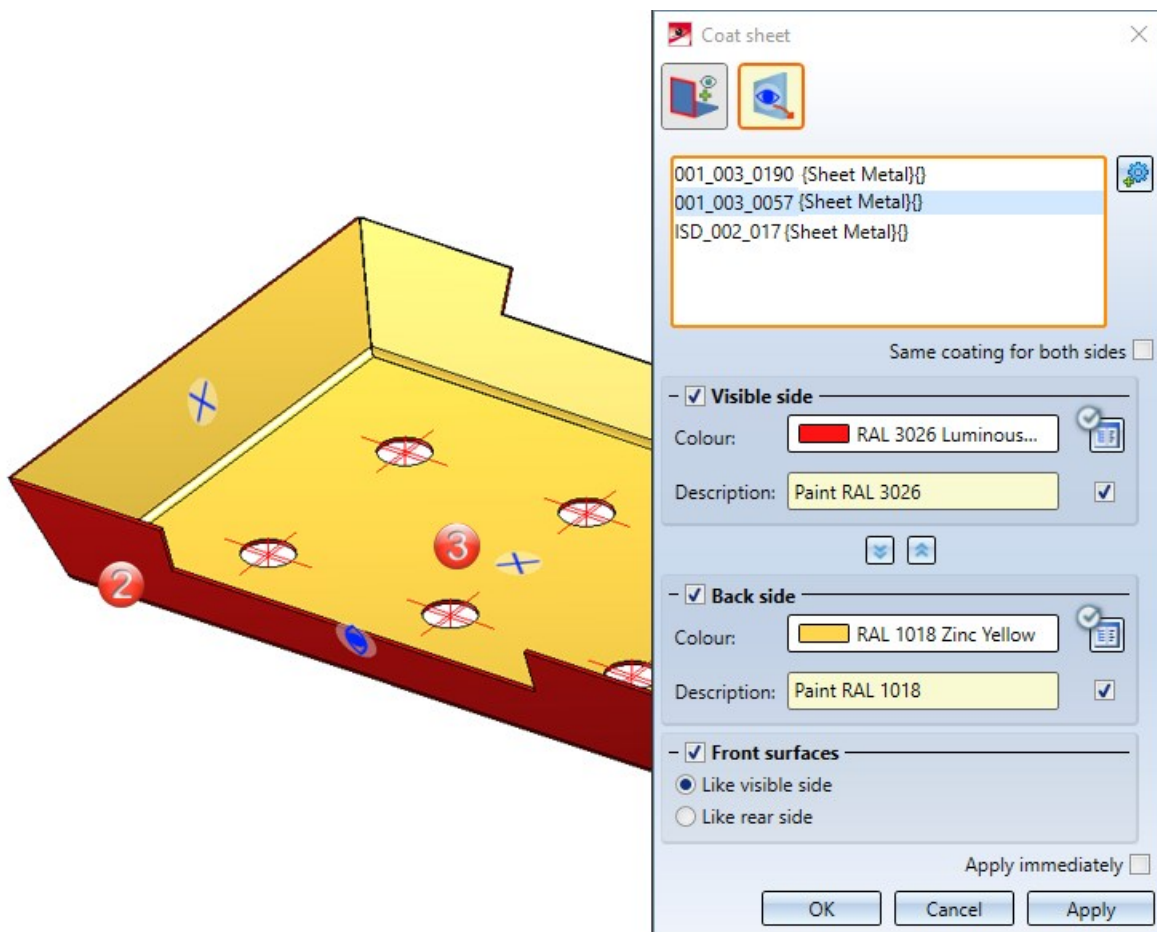 Coat sheet
001_003_0190 {Sheet Metal}{}
001_003_0057 {Sheet Metal}{}
ISD_002_017 {Sheet Metal}{}
Same coating for both sides
Visible side
Colour: RAL 3026 Luminous...
Description: Paint RAL 3026
Back side
Colour: RAL 1018 Zinc Yellow
Description: Paint RAL 1018
Front surfaces
Like visible side
Like rear side
Apply immediately
OK Cancel Apply
2
3